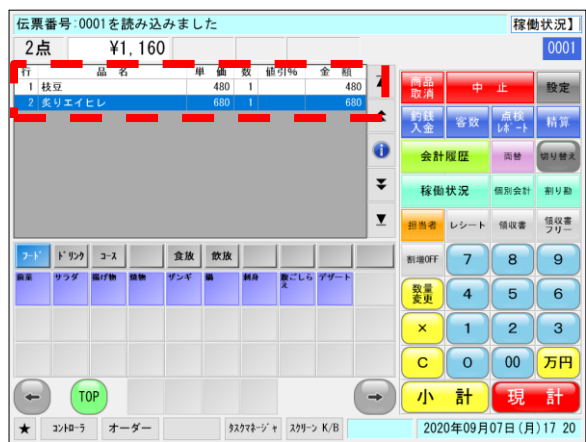 伝票番号:0001を読み込みました
稼働状況】
2点 ¥1,160
0001
行 品 名 単 価 数 値引% 金 額
1 枝豆 480 1 480
2 炙りエイヒレ 680 1 680
商品取消 中 止 設定
釣銭入金 客数 点検ﾚﾎﾟｰﾄ 精算
会計履歴 両替 切り替え
稼働状況 個別会計 割り勘
担当者 レシート 領収書 領収書フリー
ﾌｰﾄﾞ ﾄﾞﾘﾝｸ ｺｰｽ 食放 飲放
サラダ 揚げ物 焼物 ザンギ 鍋 刺身 腹ごしらえ デザート
割増OFF 7 8 9
数量変更 4 5 6
× 1 2 3
C 0 00 万円
TOP
小 計 現 計
★ ｺﾝﾄﾛｰﾗ オーダー ﾀｽｸﾏﾈｰｼﾞｬ ｽｸﾘｰﾝ K/B 2020年09月07日(月)17 20